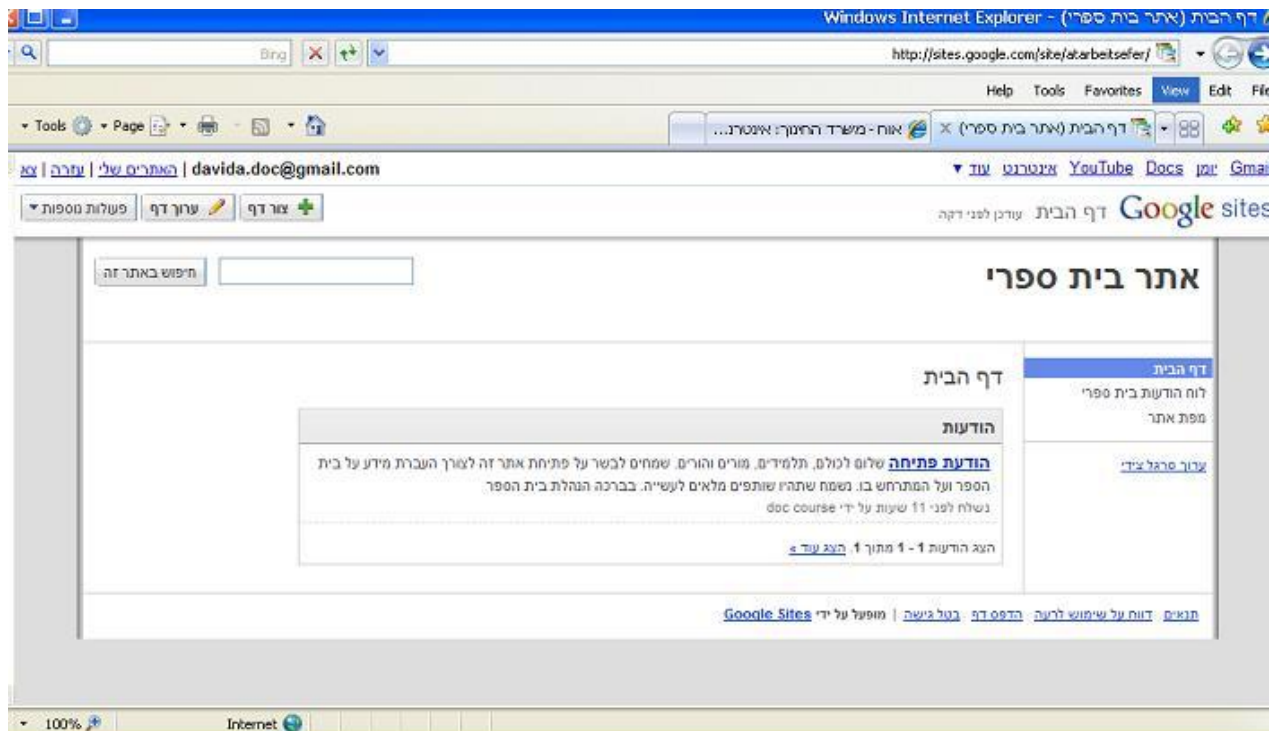 דף הבית (אתר בית ספרי) - Windows Internet Explorer
http://sites.google.com/site/atarbeitsefer/ Bing
File Edit View Favorites Tools Help
דף הבית (אתר בית ספרי) אוח - משרד החינוך: אינטרנ... Page Tools
Gmail יומן Docs YouTube אינטרנט עוד ▼ davida.doc@gmail.com | האתרים שלי | עזרה | צא
Google sites דף הבית עודכן לפני דקה צור דף ערוך דף פעולות נוספות
אתר בית ספרי חיפוש באתר זה
דף הבית
לוח הודעות בית ספרי
מפת אתר
ערוך סרגל צידי
דף הבית
הודעות
הודעת פתיחה שלום לכולם, תלמידים, מורים והורים. שמחים לבשר על פתיחת אתר זה לצורך העברת מידע על בית
הספר ועל המתרחש בו. נשמח שתהיו שותפים מלאים לעשייה. בברכה הנהלת בית הספר
נשלח לפני 11 שעות על ידי doc course
הצג הודעות 1 - 1 מתוך 1. הצג עוד »
תנאים דווח על שימוש לרעה הדפס דף בטל גישה | מופעל על ידי Google Sites
Internet 100%